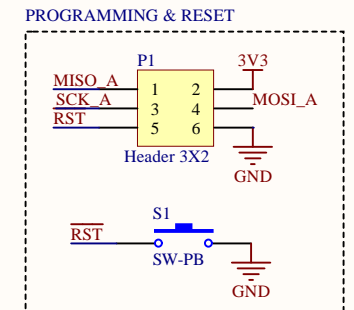 PROGRAMMING & RESET
P1
3V3
MISO_A 1 2
SCK_A 3 4 MOSI_A
RST 5 6
Header 3X2
GND
S1
RST
SW-PB
GND